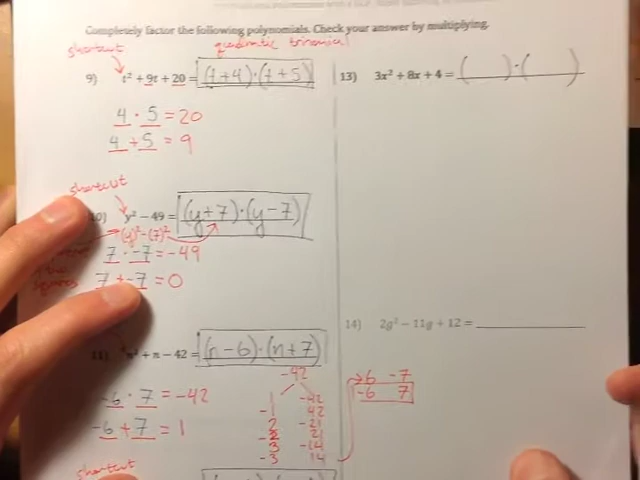 Completely factor the following polynomials. Check your answer by multiplying.
shortcut
quadratic trinomial
9) t² + 9t + 20 = (t+4)·(t+5)
4 · 5 = 20
4 + 5 = 9
shortcut
10) y² − 49 = (y+7)·(y−7)
(y)²−(7)²
7 · -7 = -49
7 + -7 = 0
11) n² + n − 42 = (n−6)·(n+7)
-6 · 7 = -42
-6 + 7 = 1
-42
1 -42
-1 42
2 -21
-2 21
3 -14
-3 14
6 -7
-6 7
shortcut
13) 3x² + 8x + 4 = ( )·( )
14) 2g² − 11g + 12 =